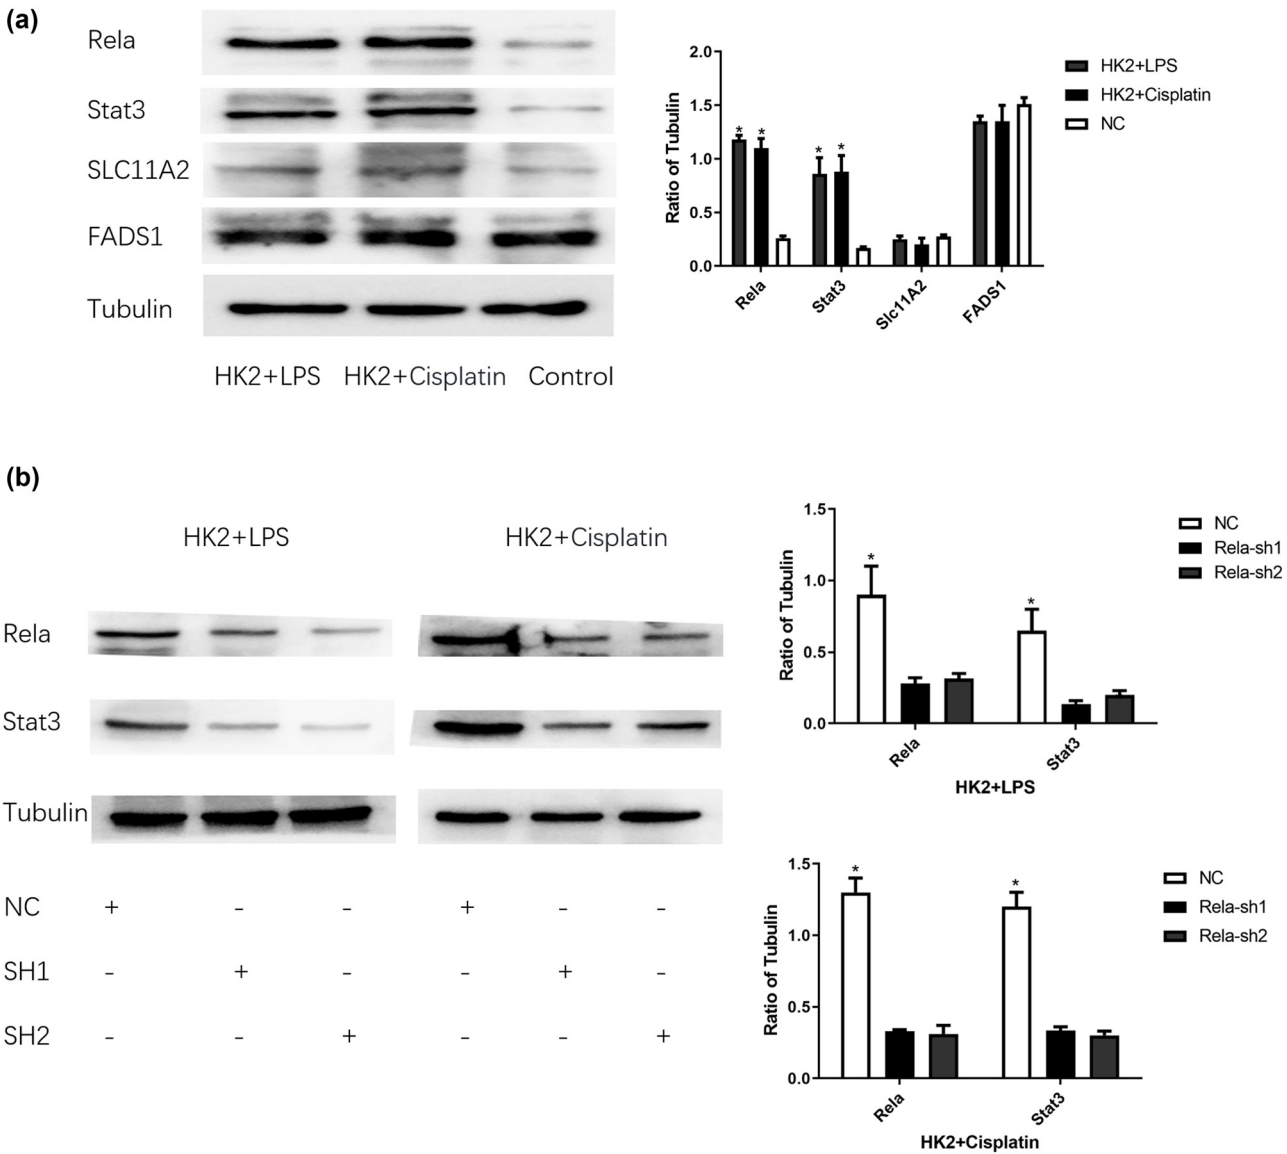 (a)
Rela
Stat3
SLC11A2
FADS1
Tubulin
HK2+LPS HK2+Cisplatin Control
2.0
1.5
1.0
0.5
0.0
Ratio of Tubulin
* * * *
Rela Stat3 Slc11A2 FADS1
HK2+LPS
HK2+Cisplatin
NC
(b)
HK2+LPS HK2+Cisplatin
Rela
Stat3
Tubulin
NC + - - + - -
SH1 - + - - + -
SH2 - - + - - +
1.5
1.0
0.5
0.0
Ratio of Tubulin
* *
Rela Stat3
HK2+LPS
NC
Rela-sh1
Rela-sh2
1.5
1.0
0.5
0.0
Ratio of Tubulin
* *
Rela Stat3
HK2+Cisplatin
NC
Rela-sh1
Rela-sh2